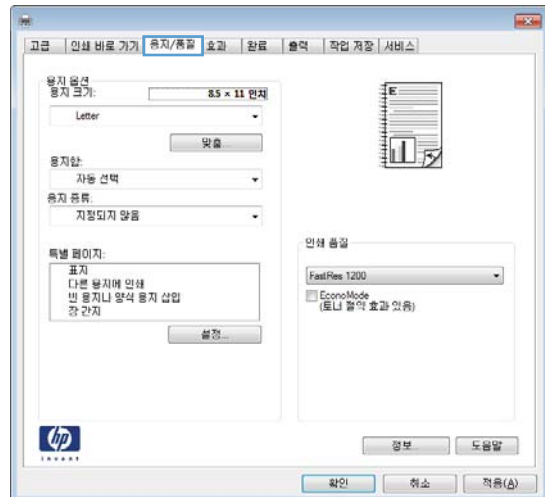 고급 인쇄 바로 가기 용지/품질 효과 완료 출력 작업 저장 서비스
용지 옵션
용지 크기: 8.5 × 11 인치
Letter
맞춤...
용지함:
자동 선택
용지 종류:
지정되지 않음
특별 페이지:
표지
다른 용지에 인쇄
빈 용지나 양식 용지 삽입
장 간지
설정...
E
인쇄 품질
FastRes 1200
EconoMode
(토너 절약 효과 있음)
hp
invent
정보... 도움말
확인 취소 적용(A)